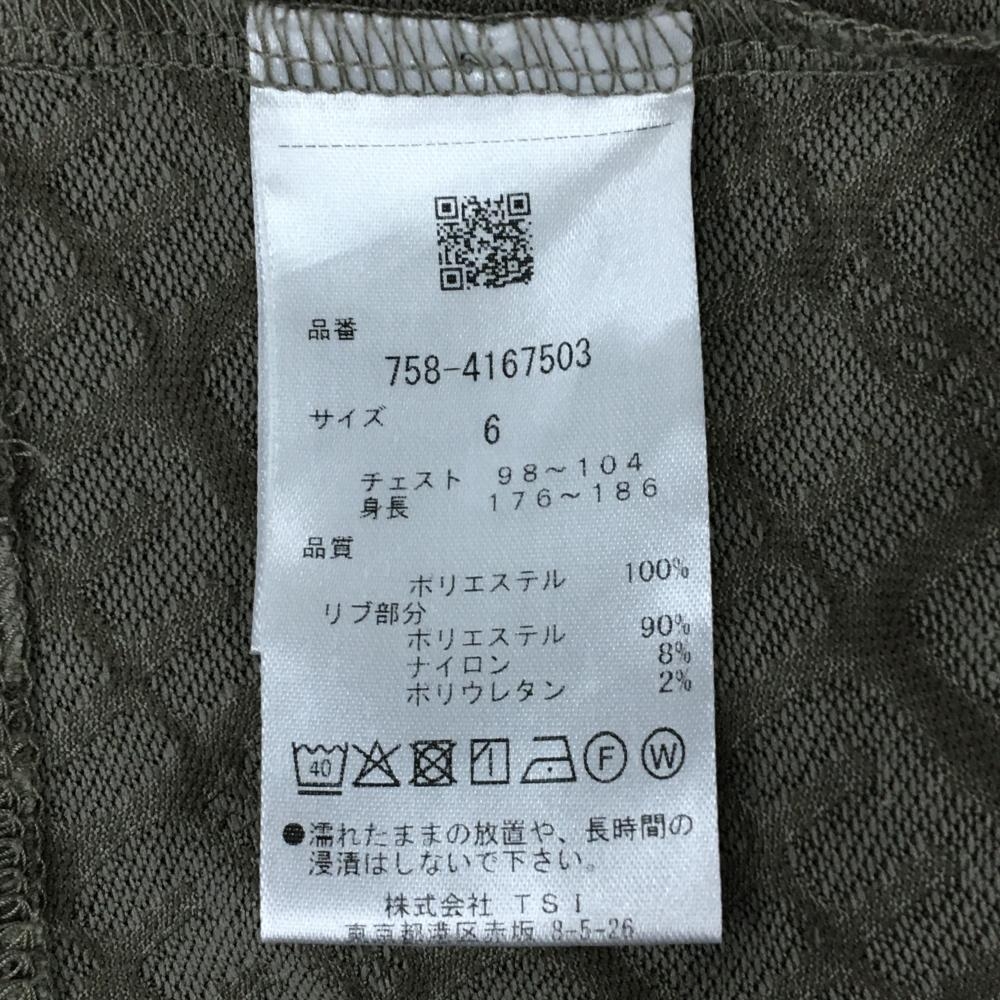 品番
758-4167503
サイズ 6
チェスト 98～104
身長 176～186
品質
ポリエステル 100%
リブ部分
ポリエステル 90%
ナイロン 8%
ポリウレタン 2%
40 F W
●濡れたままの放置や、長時間の
浸漬はしないで下さい。
株式会社 TSI
東京都港区赤坂 8-5-26